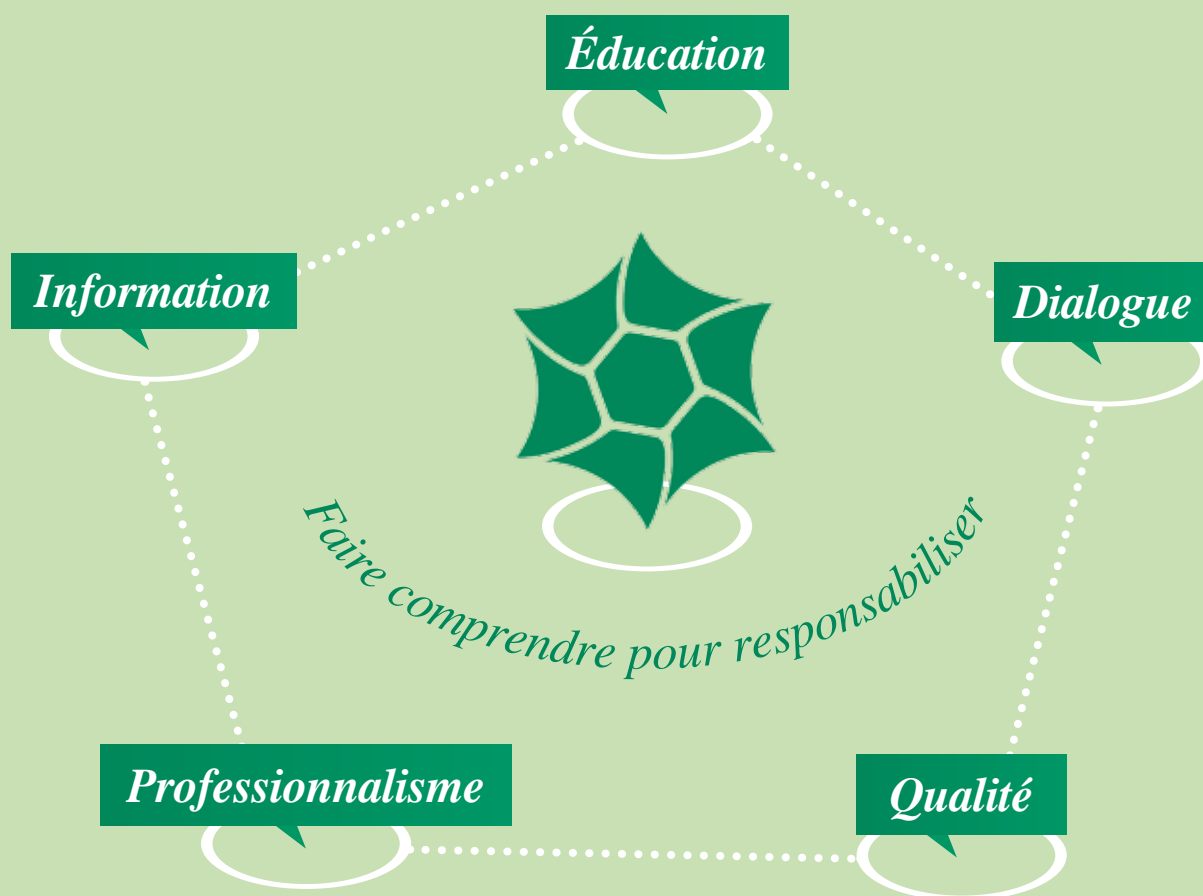 Éducation
Information
Dialogue
Faire comprendre pour responsabiliser
Professionnalisme
Qualité